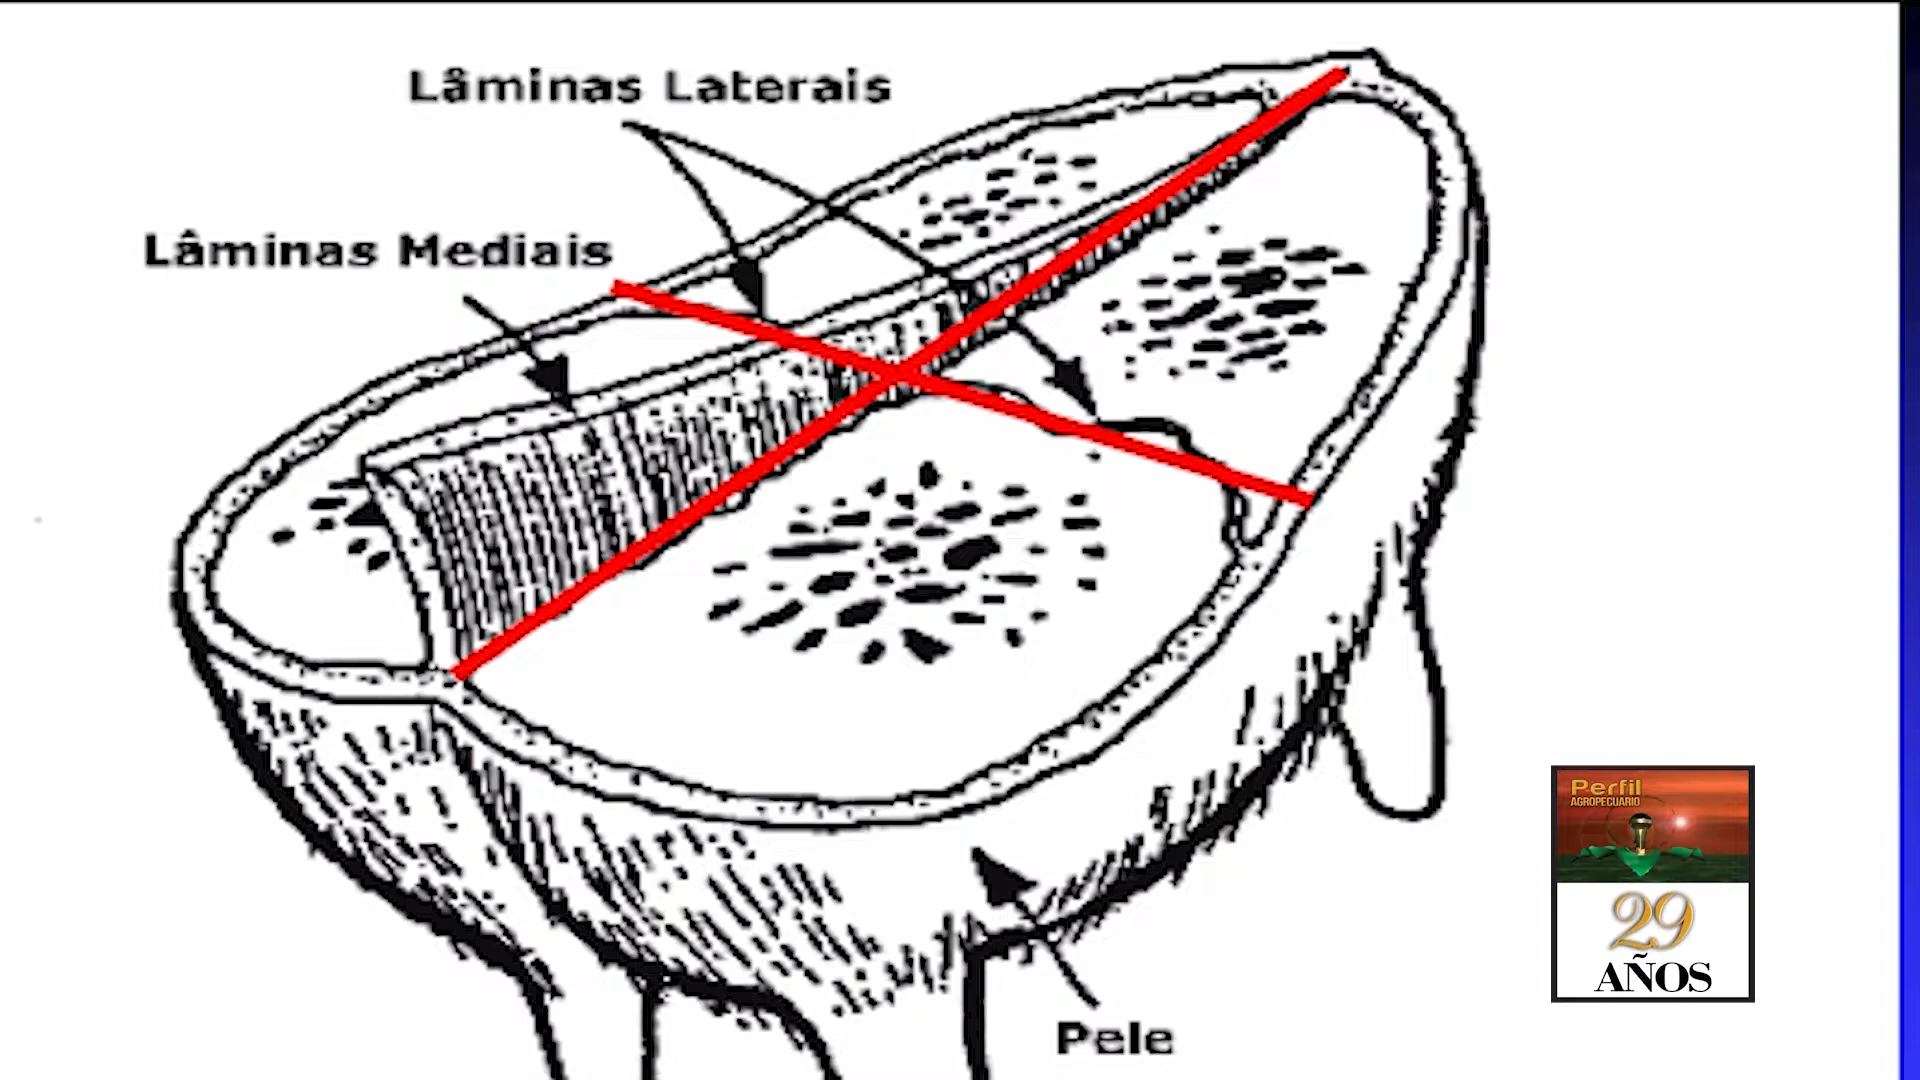 Lâminas Laterais
Lâminas Mediais
Pele
Perfil
AGROPECUARIO
29
AÑOS